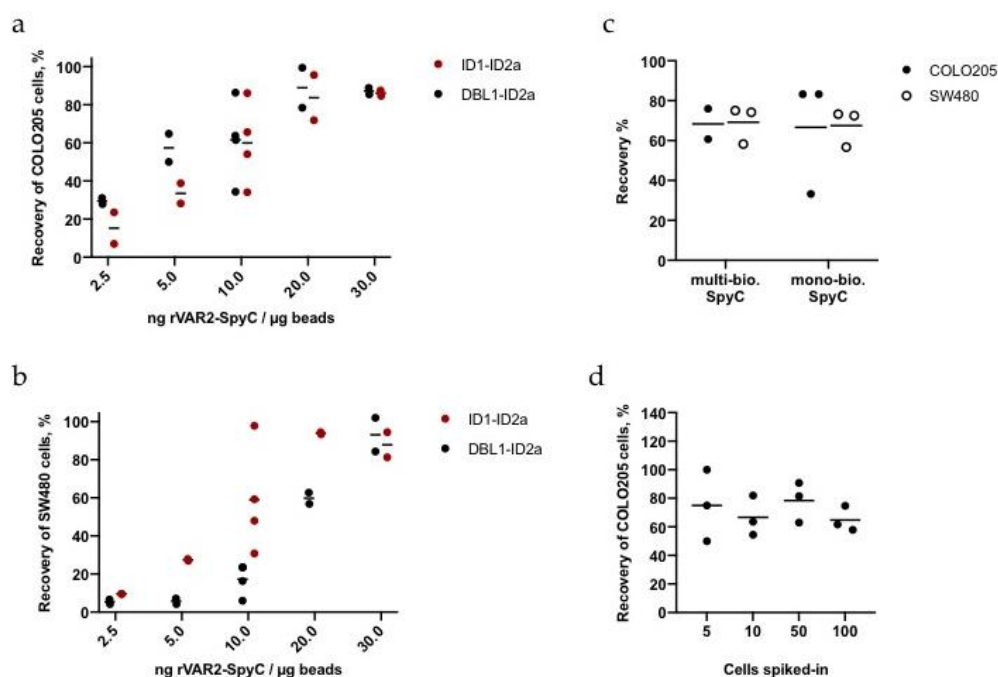 a
Recovery of COLO205 cells, %
100
80
60
40
20
0
2.5
5.0
10.0
20.0
30.0
ng rVAR2-SpyC / µg beads
ID1-ID2a
DBL1-ID2a
c
Recovery %
100
80
60
40
20
0
multi-bio.
SpyC
mono-bio.
SpyC
COLO205
SW480
b
Recovery of SW480 cells, %
100
80
60
40
20
0
2.5
5.0
10.0
20.0
30.0
ng rVAR2-SpyC / µg beads
ID1-ID2a
DBL1-ID2a
d
Recovery of COLO205 cells, %
140
120
100
80
60
40
20
0
5
10
50
100
Cells spiked-in